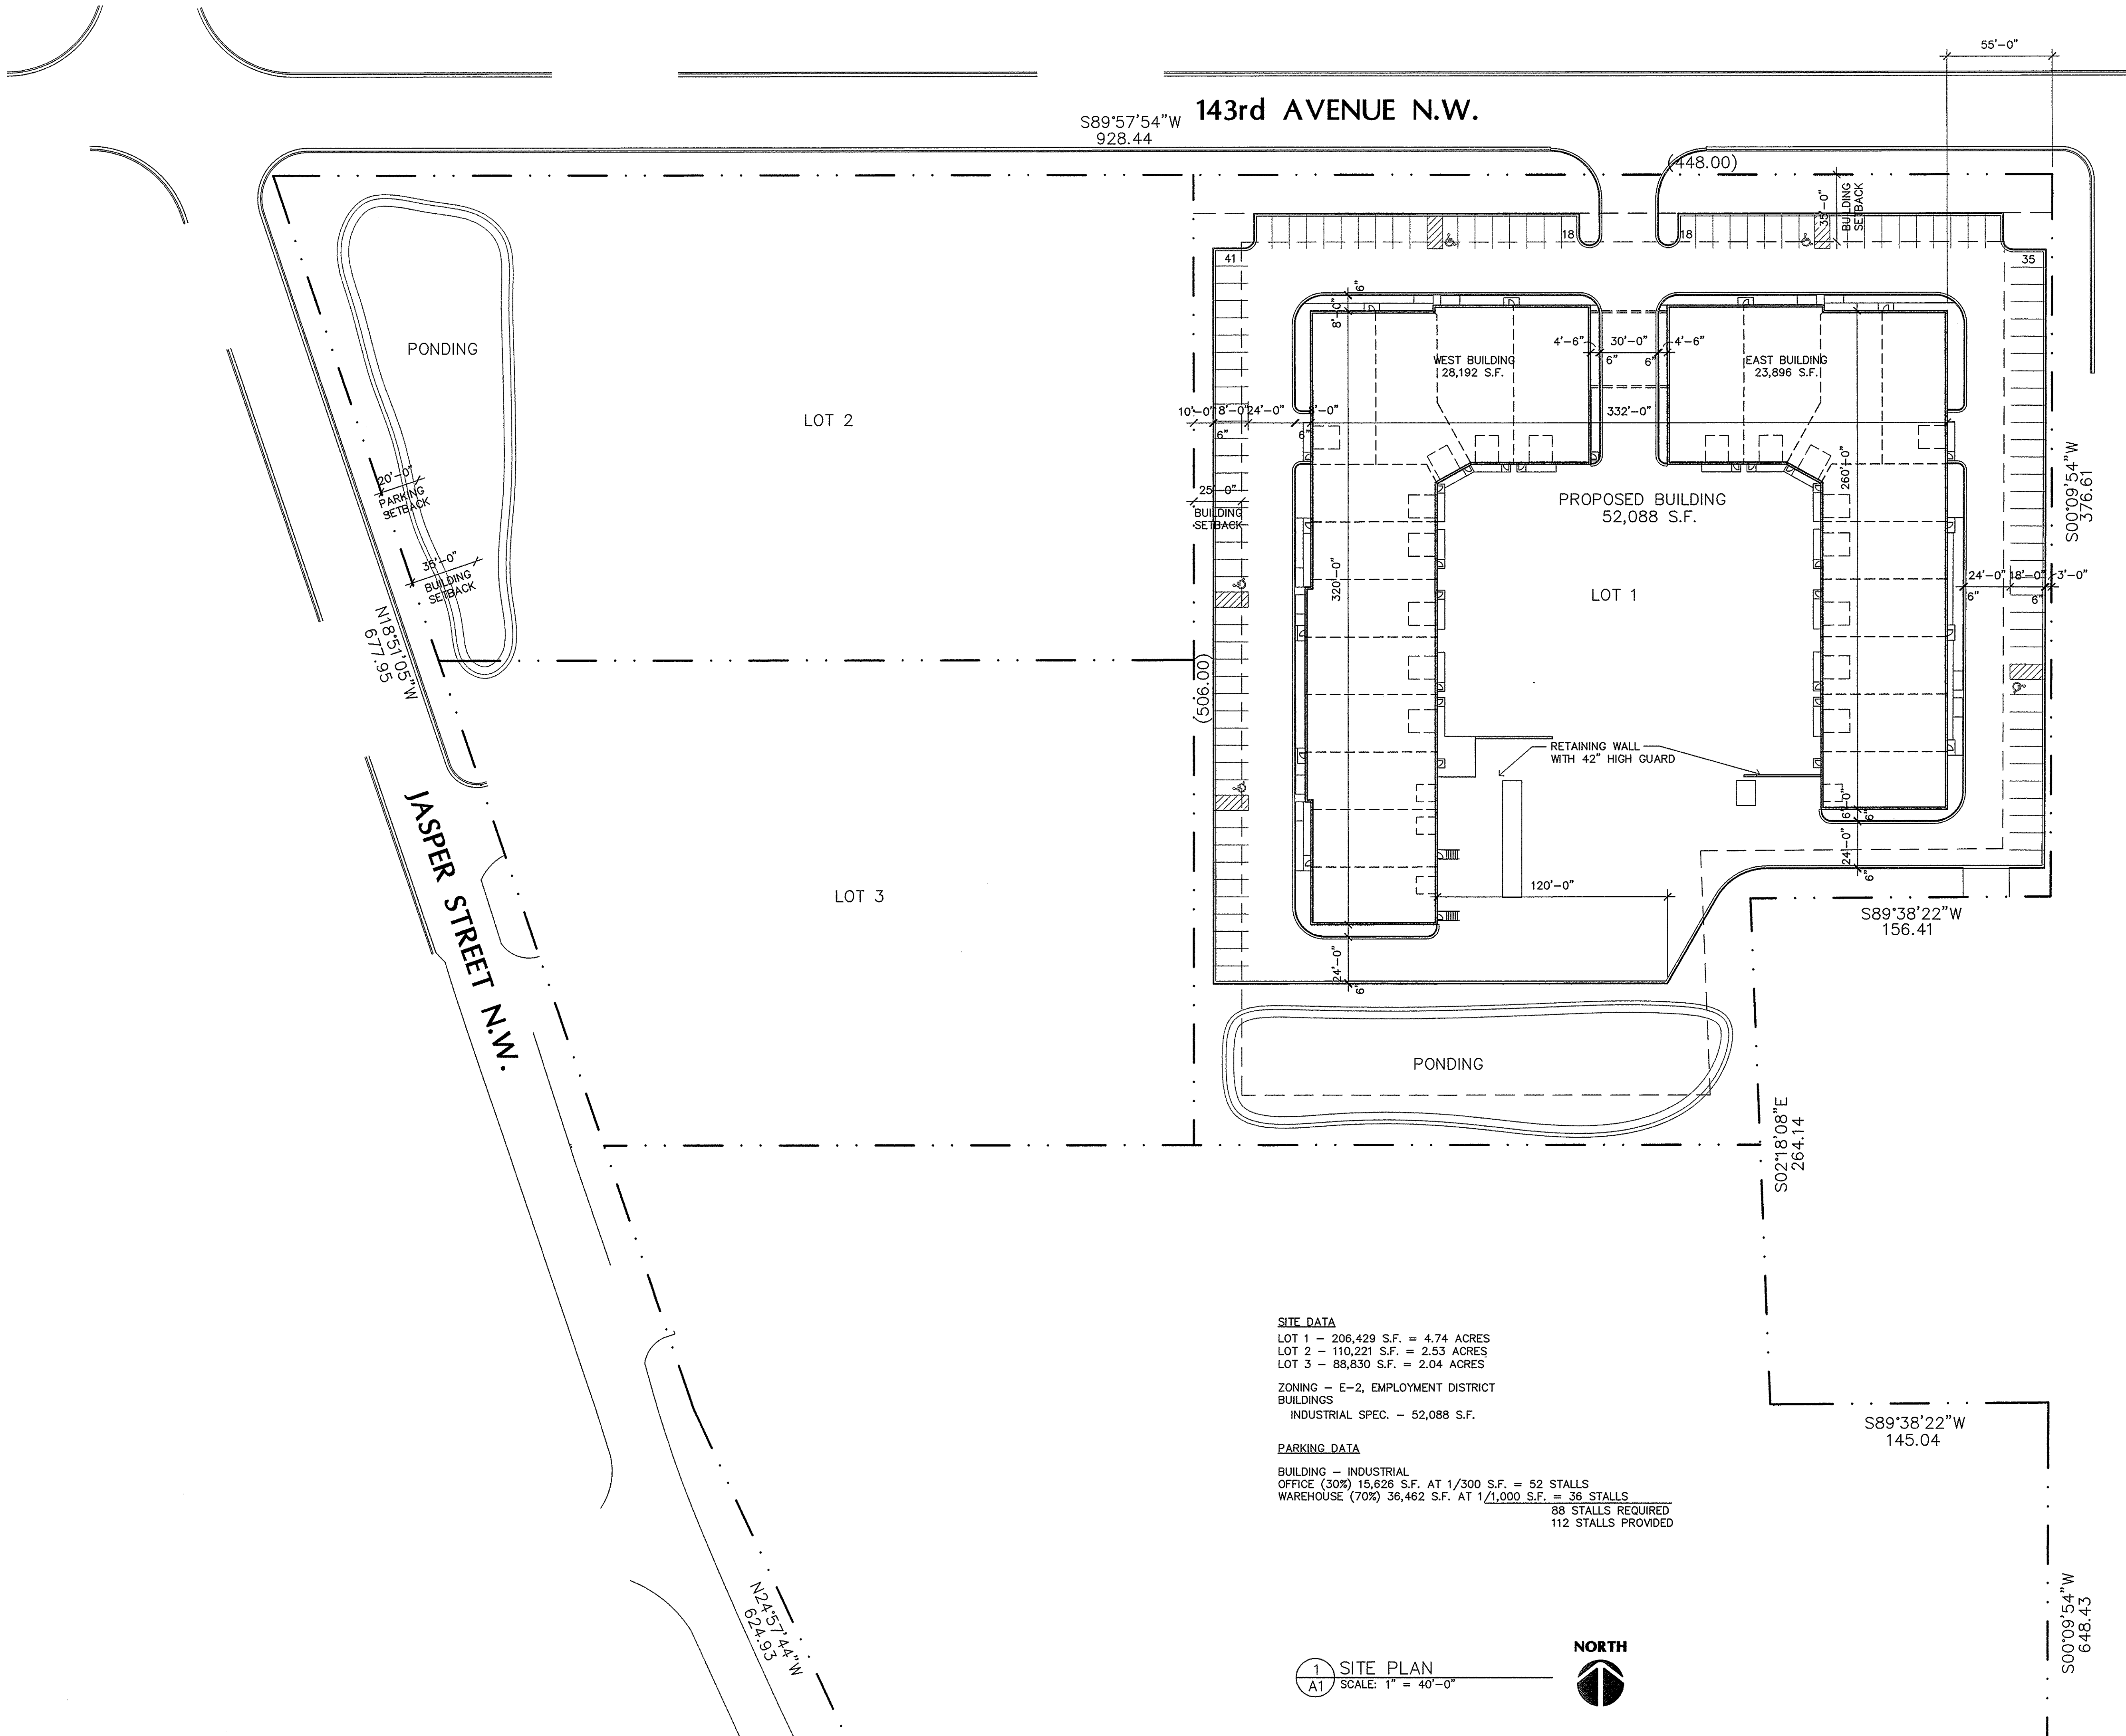 55'-0"
143rd AVENUE N.W.
S89°57'54"W
928.44
(448.00)
35'-0"
BUILDING
SETBACK
18
18
41
35
6"
8'-0"
PONDING
LOT 2
WEST BUILDING
28,192 S.F.
4'-6"
30'-0"
4'-6"
6"
6"
EAST BUILDING
23,896 S.F.
10'-0"
18'-0"
24'-0"
6"
6"
332'-0"
260'-0"
S00°09'54"W
376.61
20'-0"
PARKING
SETBACK
25'-0"
BUILDING
SETBACK
PROPOSED BUILDING
52,088 S.F.
35'-0"
BUILDING
SETBACK
320'-0"
LOT 1
24'-0"
18'-0"
3'-0"
6"
6"
N18°51'05"W
677.95
(506.00)
RETAINING WALL
WITH 42" HIGH GUARD
JASPER STREET N.W.
6'-0"
6"
24'-0"
6"
LOT 3
120'-0"
S89°38'22"W
156.41
24'-0"
6"
PONDING
S02°18'08"E
264.14
SITE DATA
LOT 1 - 206,429 S.F. = 4.74 ACRES
LOT 2 - 110,221 S.F. = 2.53 ACRES
LOT 3 - 88,830 S.F. = 2.04 ACRES
ZONING - E-2, EMPLOYMENT DISTRICT
BUILDINGS
INDUSTRIAL SPEC. - 52,088 S.F.
PARKING DATA
BUILDING - INDUSTRIAL
OFFICE (30%) 15,626 S.F. AT 1/300 S.F. = 52 STALLS
WAREHOUSE (70%) 36,462 S.F. AT 1/1,000 S.F. = 36 STALLS
88 STALLS REQUIRED
112 STALLS PROVIDED
S89°38'22"W
145.04
N24°57'44"W
624.93
S00°09'54"W
648.43
NORTH
1
A1
SITE PLAN
SCALE: 1" = 40'-0"